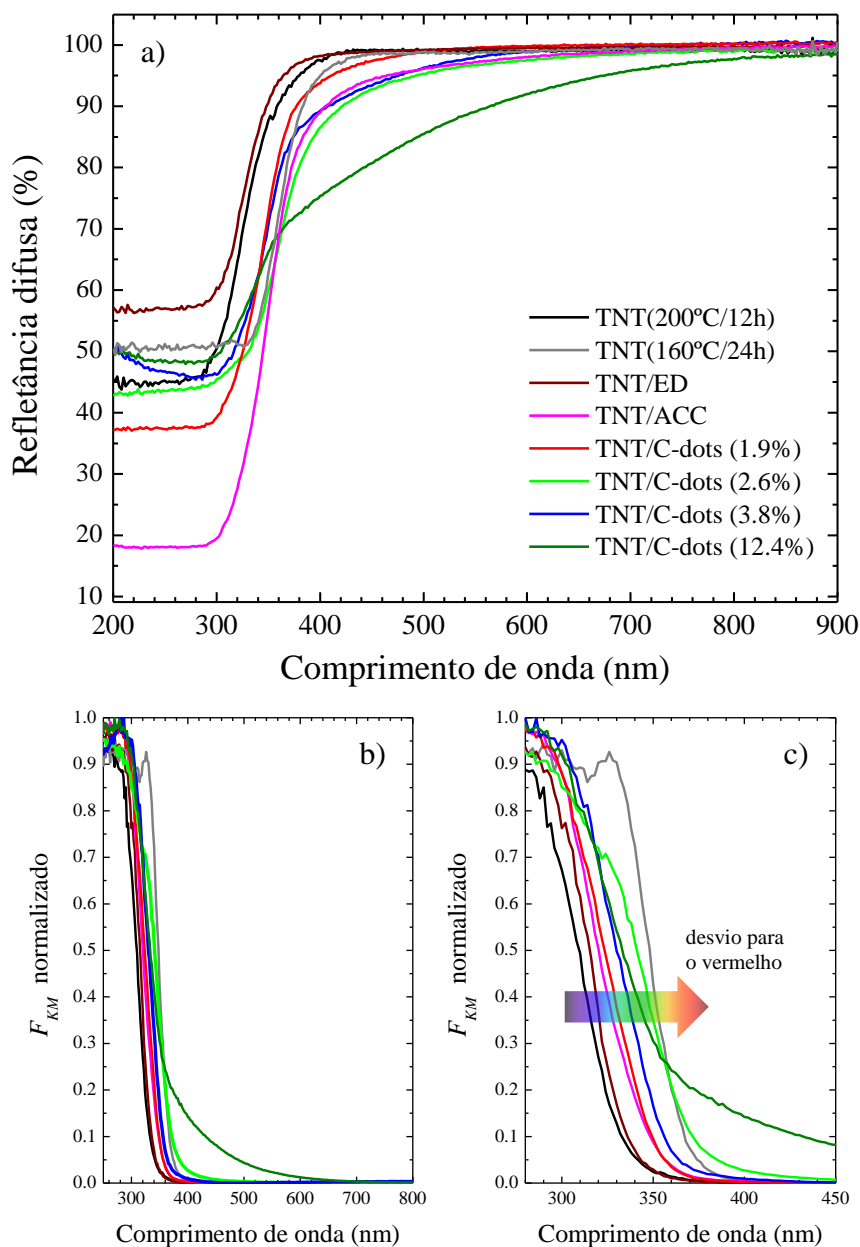 a)
100
90
80
70
60
50
40
30
20
10
Refletância difusa (%)
TNT(200ºC/12h)
TNT(160ºC/24h)
TNT/ED
TNT/ACC
TNT/C-dots (1.9%)
TNT/C-dots (2.6%)
TNT/C-dots (3.8%)
TNT/C-dots (12.4%)
200 300 400 500 600 700 800 900
Comprimento de onda (nm)
b)
1.0
0.9
0.8
0.7
0.6
0.5
0.4
0.3
0.2
0.1
0.0
F_KM normalizado
300 400 500 600 700 800
Comprimento de onda (nm)
c)
1.0
0.9
0.8
0.7
0.6
0.5
0.4
0.3
0.2
0.1
0.0
F_KM normalizado
desvio para
o vermelho
300 350 400 450
Comprimento de onda (nm)